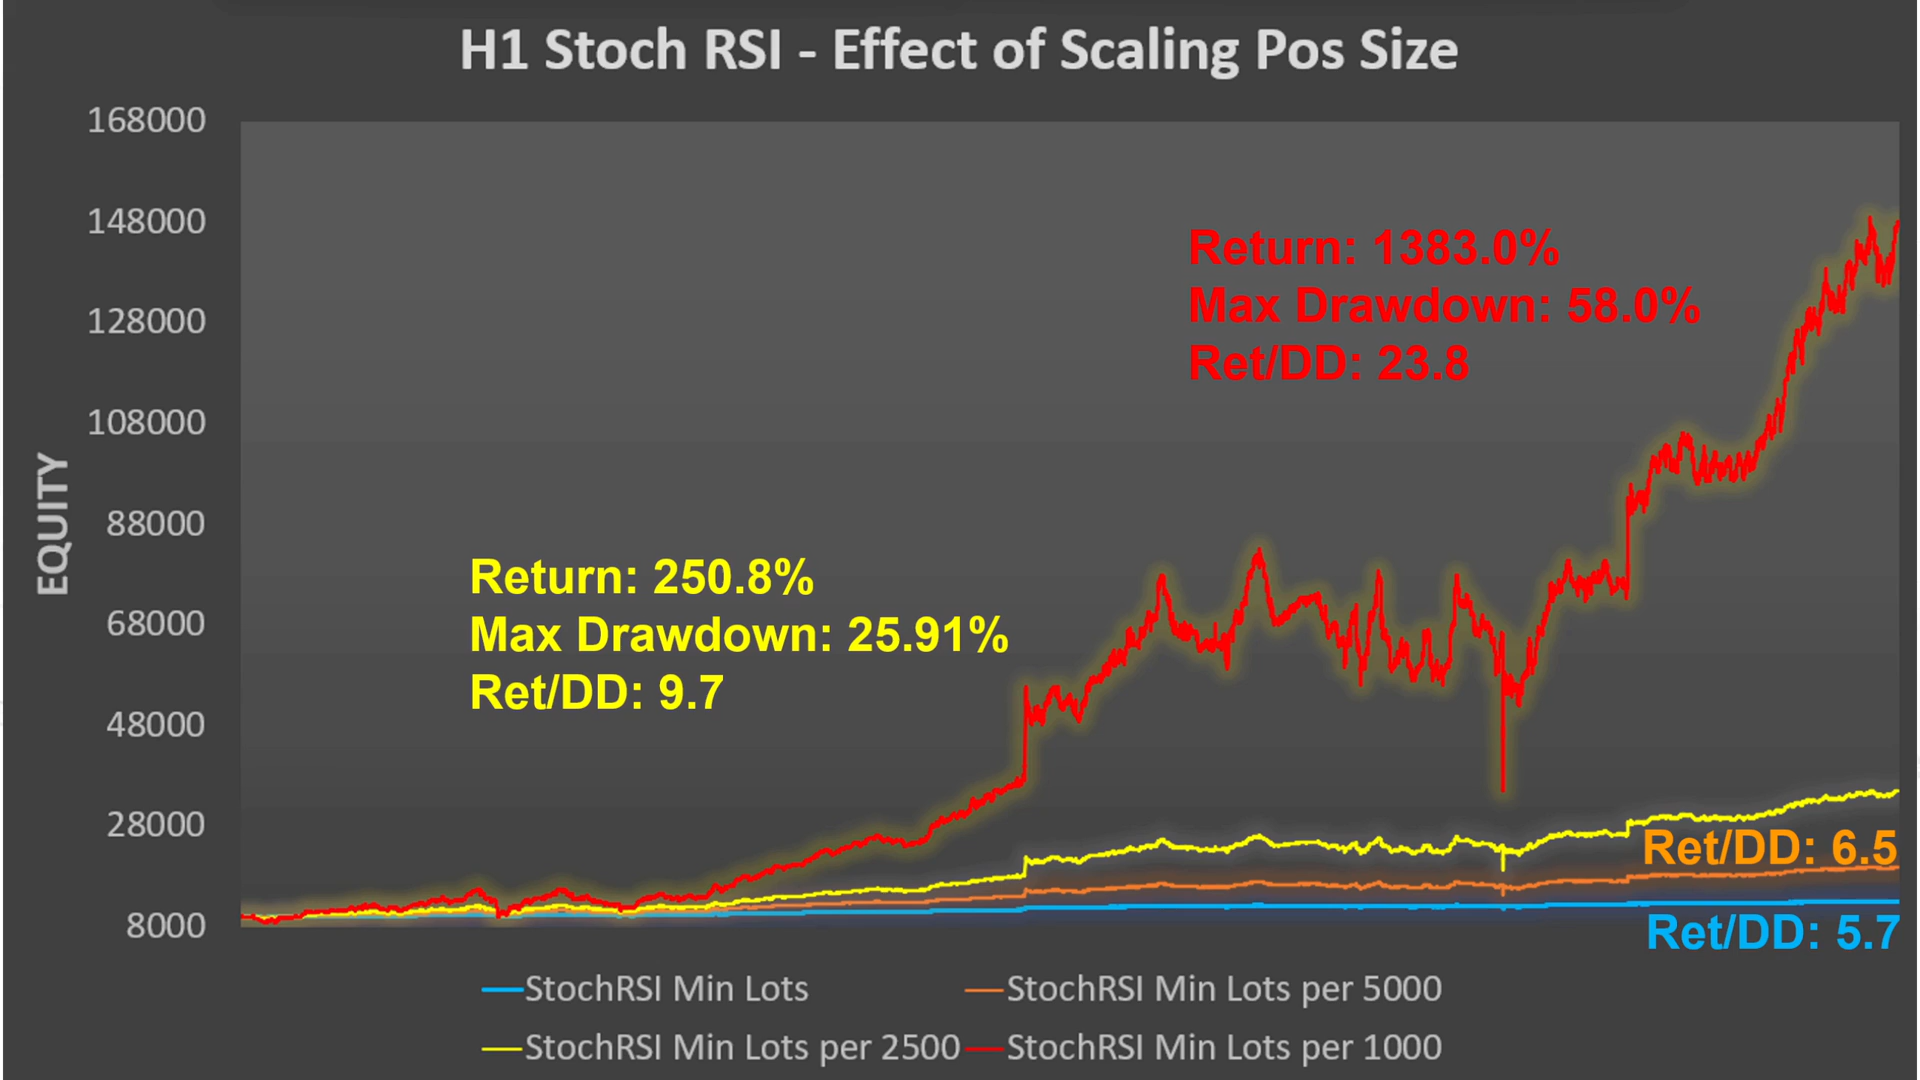 H1 Stoch RSI - Effect of Scaling Pos Size
168000
148000
128000
108000
88000
68000
48000
28000
8000
EQUITY
Return: 1383.0%
Max Drawdown: 58.0%
Ret/DD: 23.8
Return: 250.8%
Max Drawdown: 25.91%
Ret/DD: 9.7
Ret/DD: 6.5
Ret/DD: 5.7
StochRSI Min Lots
StochRSI Min Lots per 5000
StochRSI Min Lots per 2500
StochRSI Min Lots per 1000